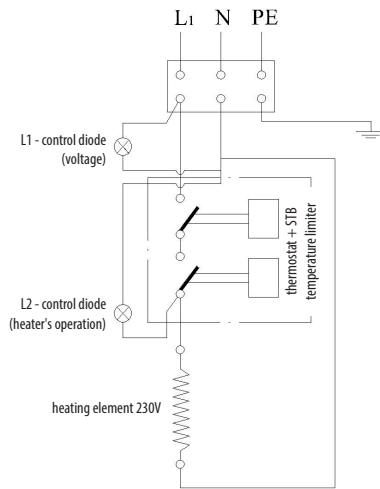 L1 N PE
L1 - control diode
(voltage)
thermostat + STB
temperature limiter
L2 - control diode
(heater's operation)
heating element 230V